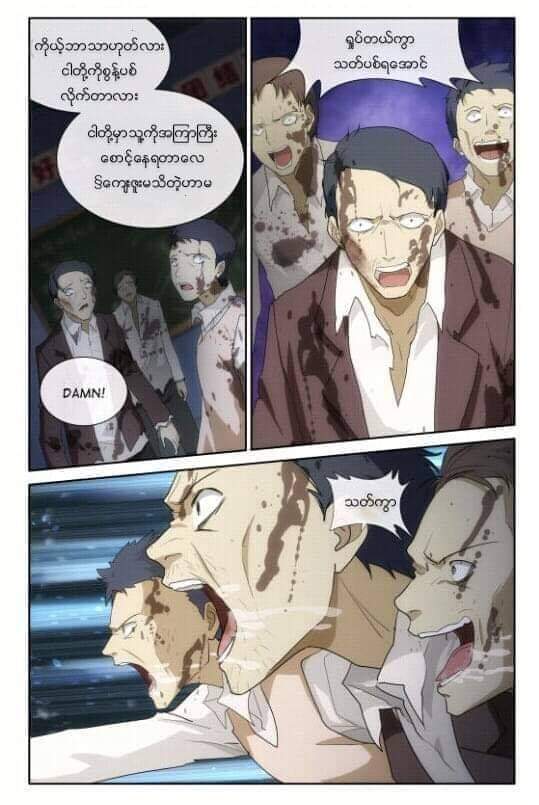 ကိုယ့်ဘာသာဟုတ်လား
ငါတို့ကိုစွန့်ပစ်
လိုက်တာလား
ငါတို့မှာသူ့ကိုအကြာကြီး
စောင့်နေရတာလေ
§ကျေးဇူးမသိတဲ့ဟာမ
DAMN!
ရှုပ်တယ်ကွာ
သတ်ပစ်ရအောင်
သတ်ကွာ